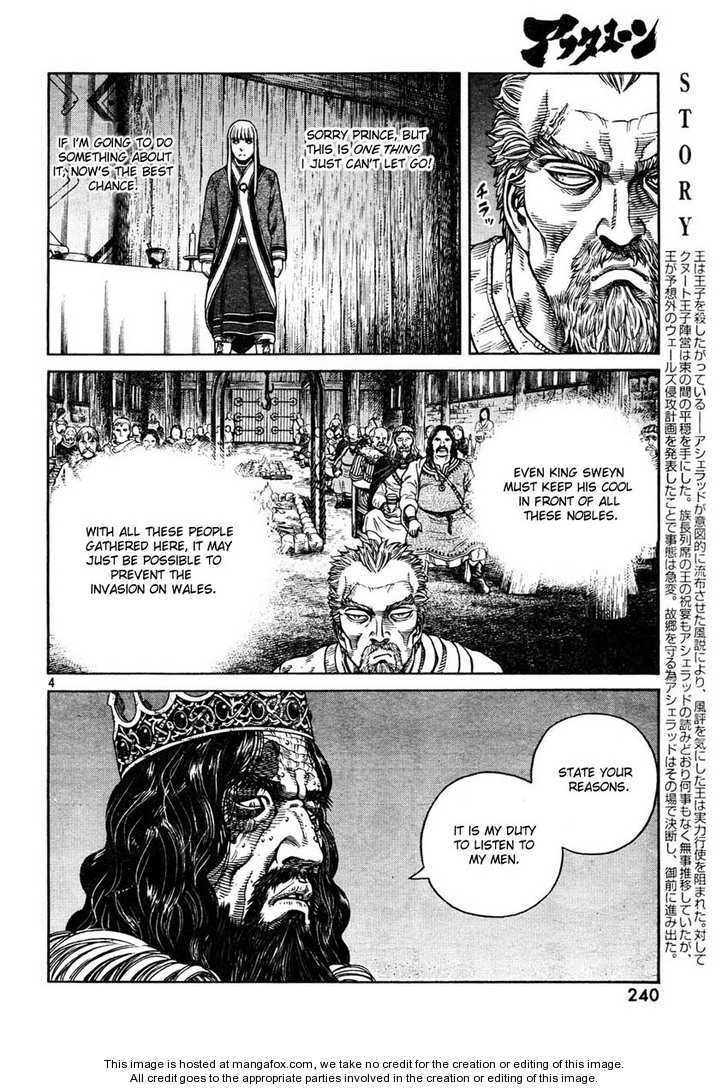 アフタヌーン
STORY
王は王子を殺したがっている——アシェラッドが意図的に流布させた風説により、風評を気にした王は実力行使を阻まれた。対して
クヌート王子陣営は束の間の平穏を手にした。族長列席の王の祝宴もアシェラッドの読みどおり何事もなく無事推移していたが、
王が予想外のウェールズ侵攻計画を発表したことで事態は急変。故郷を守る為アシェラッドはその場で決断し、御前に進み出た。
チラッ
SORRY PRINCE, BUT
THIS IS ONE THING
I JUST CAN'T LET GO!
IF I'M GOING TO DO
SOMETHING ABOUT
IT, NOW'S THE BEST
CHANCE.
EVEN KING SWEYN
MUST KEEP HIS COOL
IN FRONT OF ALL
THESE NOBLES.
WITH ALL THESE PEOPLE
GATHERED HERE, IT MAY
JUST BE POSSIBLE TO
PREVENT THE
INVASION ON WALES.
4
STATE YOUR
REASONS.
IT IS MY DUTY
TO LISTEN TO
MY MEN.
240
This image is hosted at mangafox.com, we take no credit for the creation or editing of this image.
All credit goes to the appropriate parties involved in creation or editing of this image.